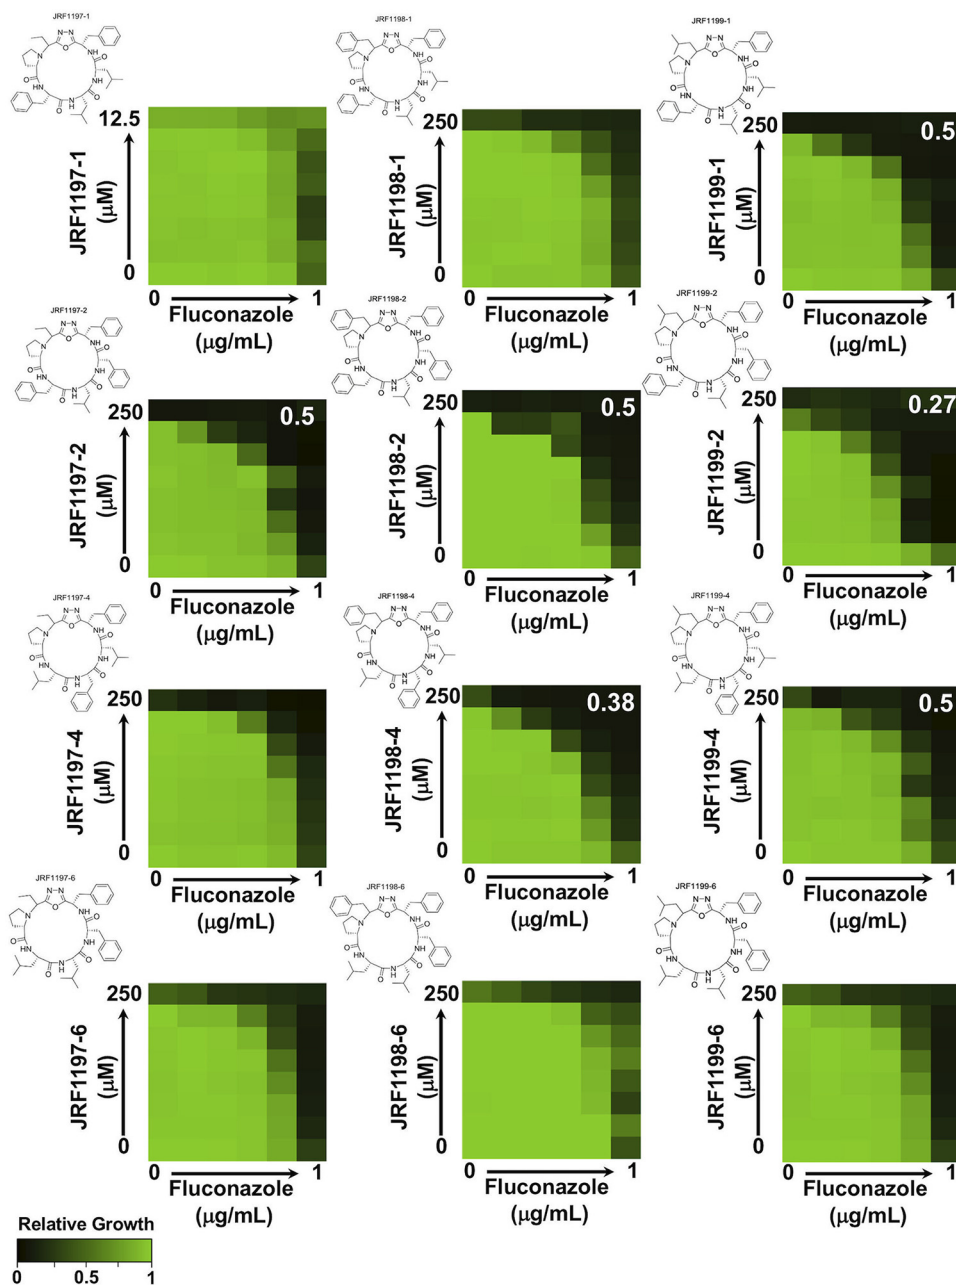 JRF1197-1
12.5
JRF1197-1
(µM)
0
0
1
Fluconazole
(µg/mL)
JRF1198-1
250
JRF1198-1
(µM)
0
0
1
Fluconazole
(µg/mL)
JRF1199-1
250
0.5
JRF1199-1
(µM)
0
0
1
Fluconazole
(µg/mL)
JRF1197-2
250
0.5
JRF1197-2
(µM)
0
0
1
Fluconazole
(µg/mL)
JRF1198-2
250
0.5
JRF1198-2
(µM)
0
0
1
Fluconazole
(µg/mL)
JRF1199-2
250
0.27
JRF1199-2
(µM)
0
0
1
Fluconazole
(µg/mL)
JRF1197-4
250
JRF1197-4
(µM)
0
0
1
Fluconazole
(µg/mL)
JRF1198-4
250
0.38
JRF1198-4
(µM)
0
0
1
Fluconazole
(µg/mL)
JRF1199-4
250
0.5
JRF1199-4
(µM)
0
0
1
Fluconazole
(µg/mL)
JRF1197-6
250
JRF1197-6
(µM)
0
0
1
Fluconazole
(µg/mL)
JRF1198-6
250
JRF1198-6
(µM)
0
0
1
Fluconazole
(µg/mL)
JRF1199-6
250
JRF1199-6
(µM)
0
0
1
Fluconazole
(µg/mL)
Relative Growth
0 0.5 1